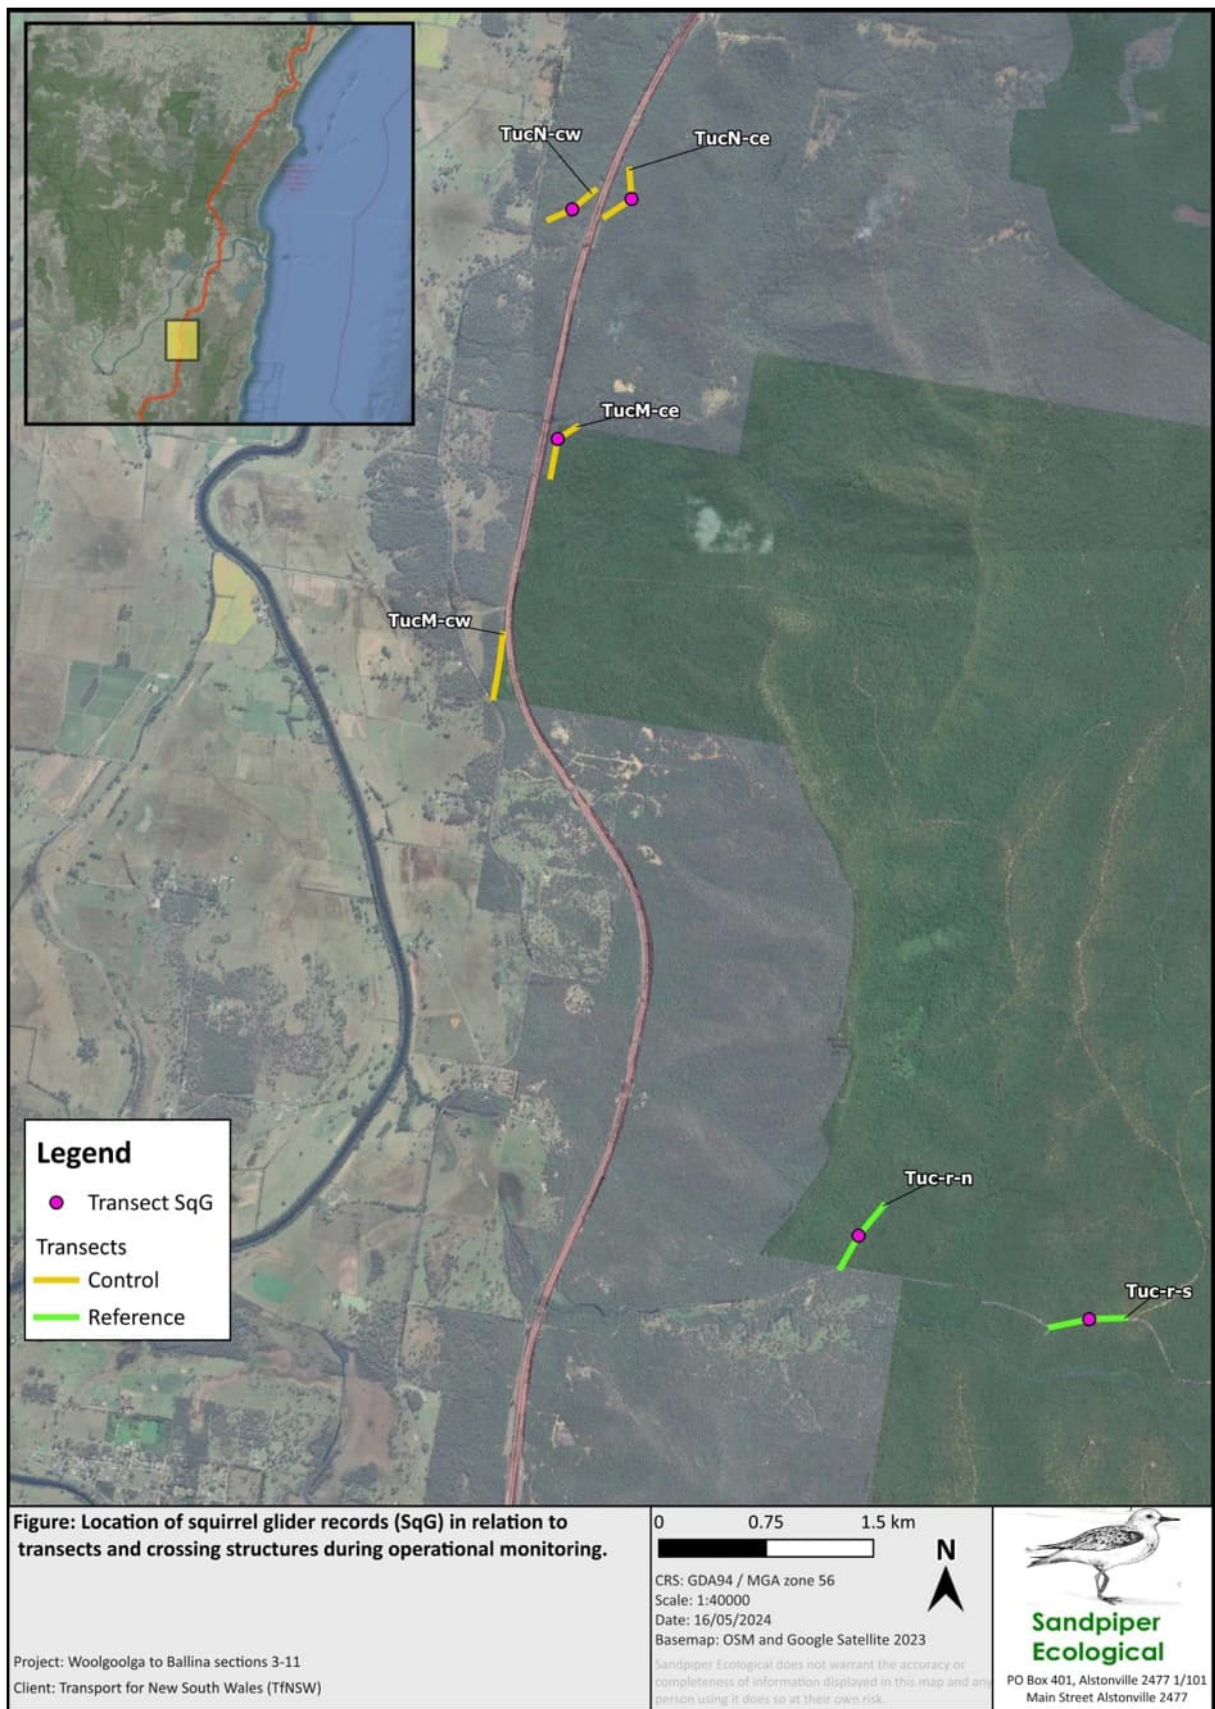 TucN-cw
TucN-ce
TucM-ce
TucM-cw
Tuc-r-n
Tuc-r-s
Legend
Transect SqG
Transects
Control
Reference
Figure: Location of squirrel glider records (SqG) in relation to
transects and crossing structures during operational monitoring.
Project: Woolgoolga to Ballina sections 3-11
Client: Transport for New South Wales (TfNSW)
0 0.75 1.5 km
N
CRS: GDA94 / MGA zone 56
Scale: 1:40000
Date: 16/05/2024
Basemap: OSM and Google Satellite 2023
Sandpiper Ecological does not warrant the accuracy or
completeness of information displayed in this map and any
person using it does so at their own risk.
Sandpiper
Ecological
PO Box 401, Alstonville 2477 1/101
Main Street Alstonville 2477